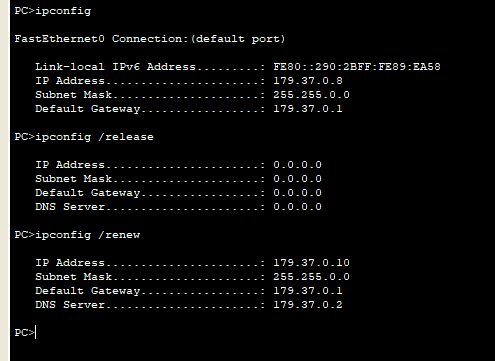 PC>ipconfig
FastEthernet0 Connection:(default port)
Link-local IPv6 Address.........: FE80::290:2BFF:FE89:EA58
IP Address......................: 179.37.0.8
Subnet Mask.....................: 255.255.0.0
Default Gateway.................: 179.37.0.1
PC>ipconfig /release
IP Address......................: 0.0.0.0
Subnet Mask.....................: 0.0.0.0
Default Gateway.................: 0.0.0.0
DNS Server......................: 0.0.0.0
PC>ipconfig /renew
IP Address......................: 179.37.0.10
Subnet Mask.....................: 255.255.0.0
Default Gateway.................: 179.37.0.1
DNS Server......................: 179.37.0.2
PC>